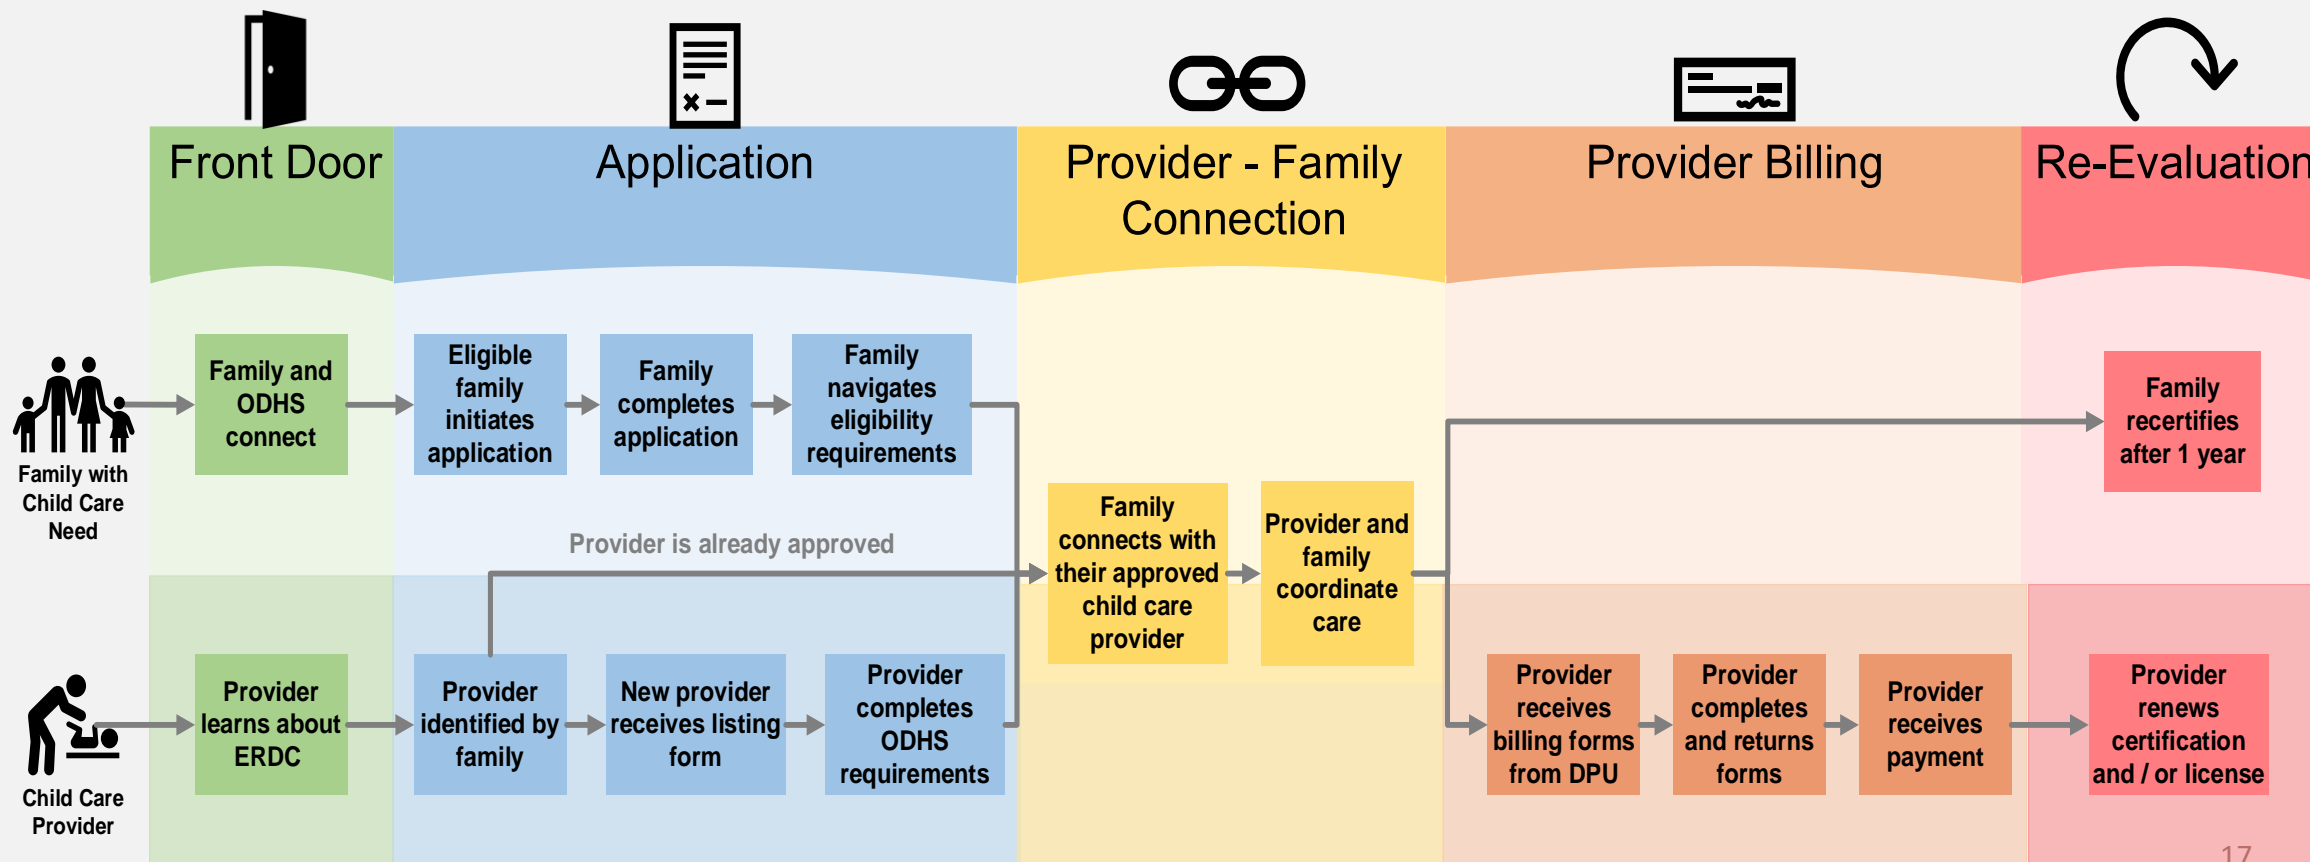 Front Door
Application
Provider - Family
Connection
Provider Billing
Re-Evaluation
Family with
Child Care
Need
Family and
ODHS
connect
Eligible
family
initiates
application
Family
completes
application
Family
navigates
eligibility
requirements
Family
recertifies
after 1 year
Provider is already approved
Family
connects with
their approved
child care
provider
Provider and
family
coordinate
care
Child Care
Provider
Provider
learns about
ERDC
Provider
identified by
family
New provider
receives listing
form
Provider
completes
ODHS
requirements
Provider
receives
billing forms
from DPU
Provider
completes
and returns
forms
Provider
receives
payment
Provider
renews
certification
and / or license
17